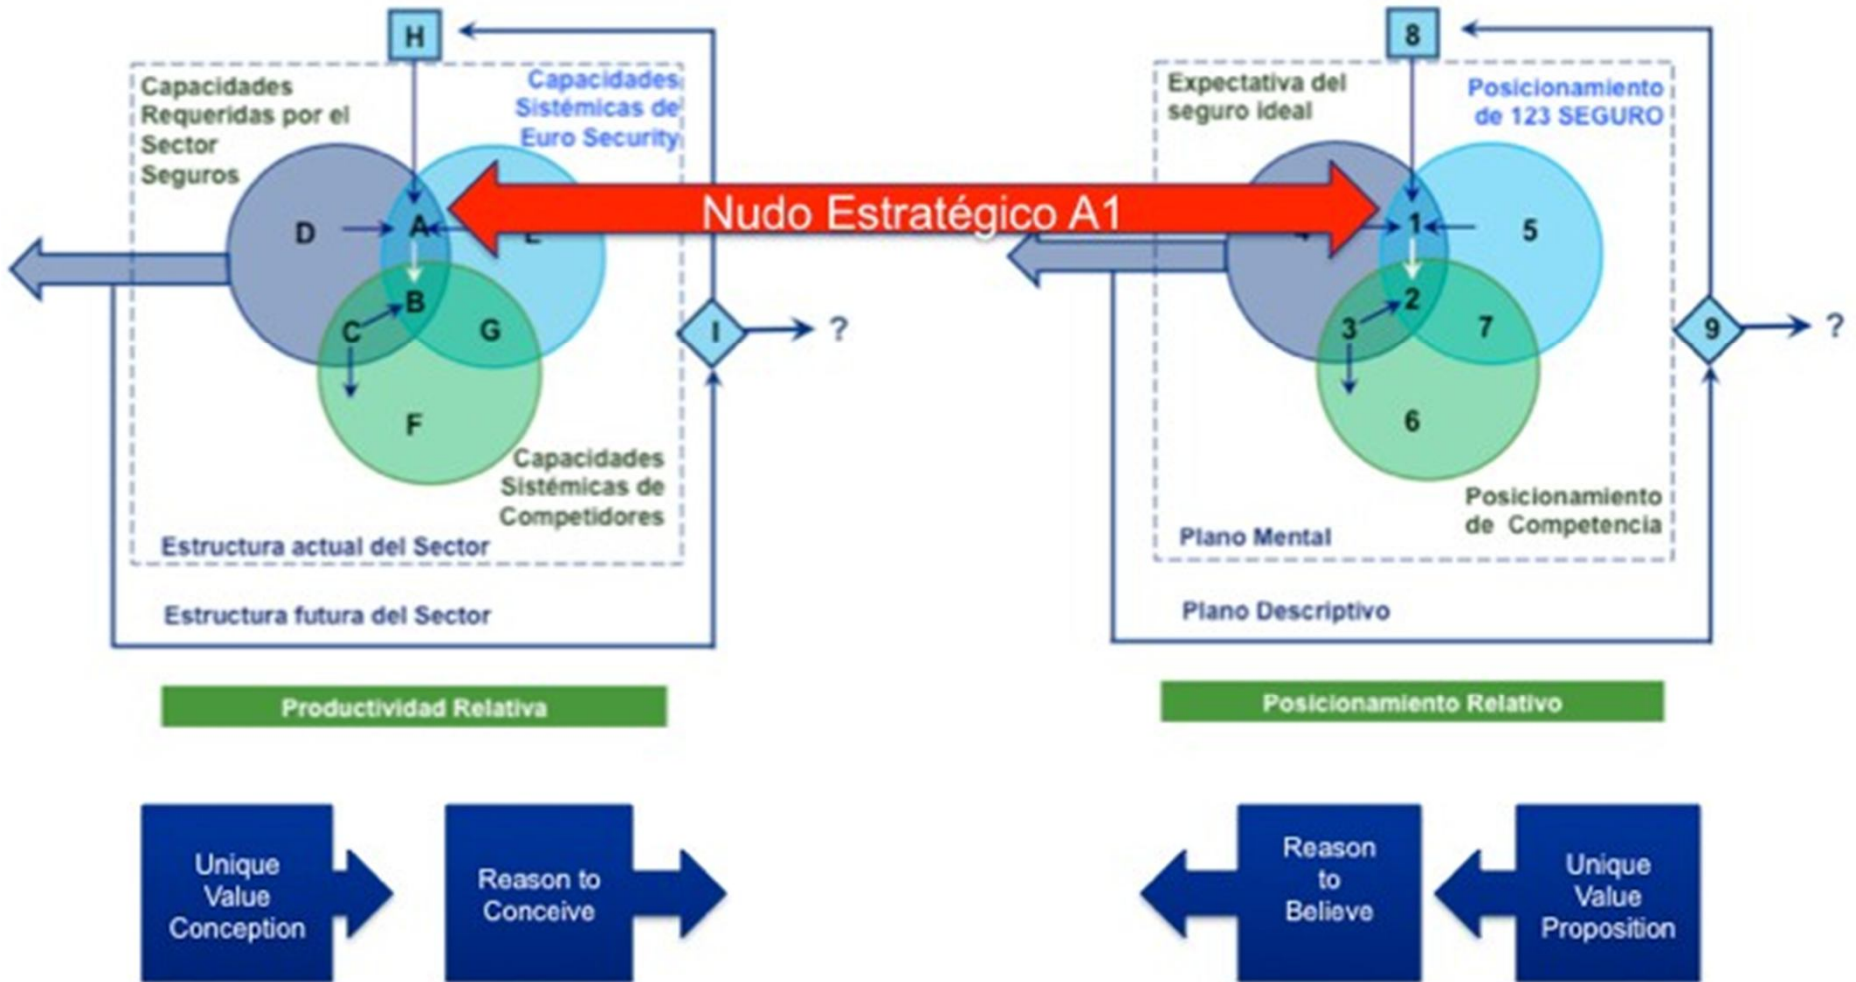 H
Capacidades
Requeridas por el
Sector
Seguros
Capacidades
Sistémicas de
Euro Security
D
A
B
C
G
F
I
?
Capacidades
Sistémicas de
Competidores
Estructura actual del Sector
Estructura futura del Sector
Productividad Relativa
Nudo Estratégico A1
8
Expectativa del
seguro ideal
Posicionamiento
de 123 SEGURO
1
5
2
3
7
6
9
?
Posicionamiento
de Competencia
Plano Mental
Plano Descriptivo
Posicionamiento Relativo
Unique
Value
Conception
Reason to
Conceive
Reason
to
Believe
Unique
Value
Proposition